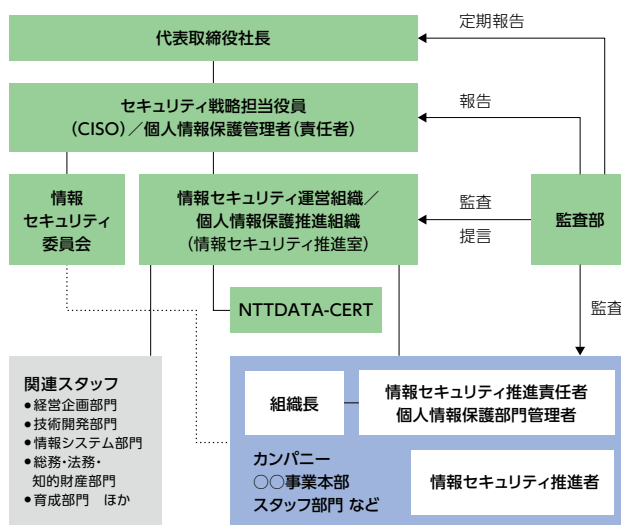 代表取締役社長
定期報告
セキュリティ戦略担当役員
(CISO)／個人情報保護管理者(責任者)
報告
情報
セキュリティ
委員会
情報セキュリティ運営組織／
個人情報保護推進組織
(情報セキュリティ推進室)
監査
提言
監査部
NTTDATA-CERT
監査
関連スタッフ
●経営企画部門
●技術開発部門
●情報システム部門
●総務・法務・
知的財産部門
●育成部門　ほか
組織長
情報セキュリティ推進責任者
個人情報保護部門管理者
カンパニー
○○事業本部
スタッフ部門 など
情報セキュリティ推進者